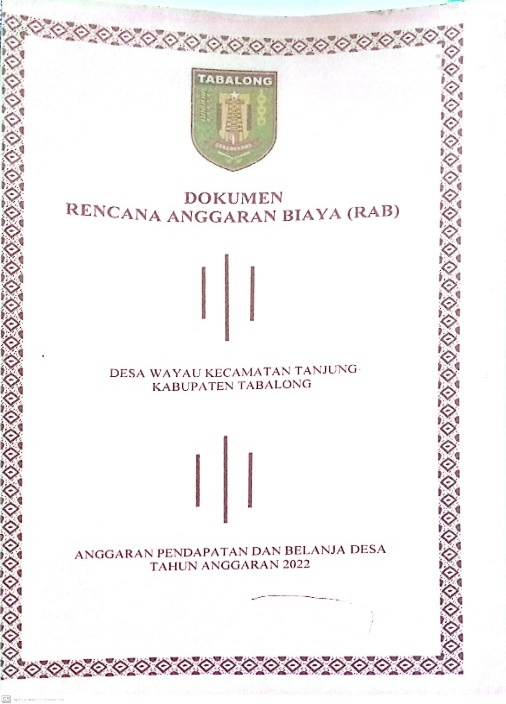 TABALONG
DOKUMEN
RENCANA ANGGARAN BIAYA (RAB)
DESA WAYAU KECAMATAN TANJUNG
KABUPATEN TABALONG
ANGGARAN PENDAPATAN DAN BELANJA DESA
TAHUN ANGGARAN 2022